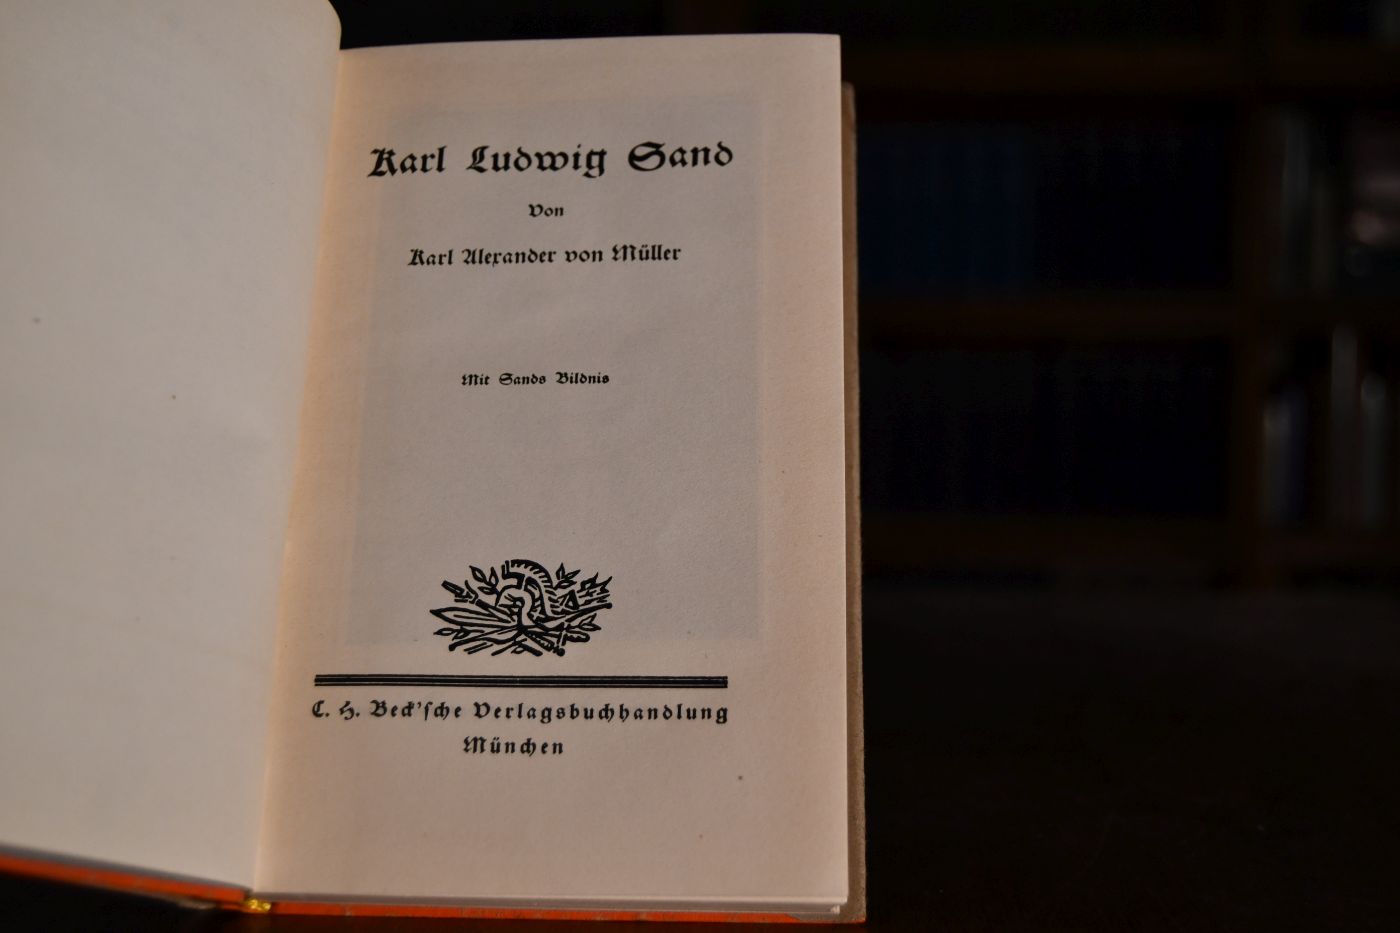 Karl Ludwig Sand
Von
Karl Alexander von Müller
Mit Sands Bildnis
C. H. Beck'ſche Verlagsbuchhandlung
München